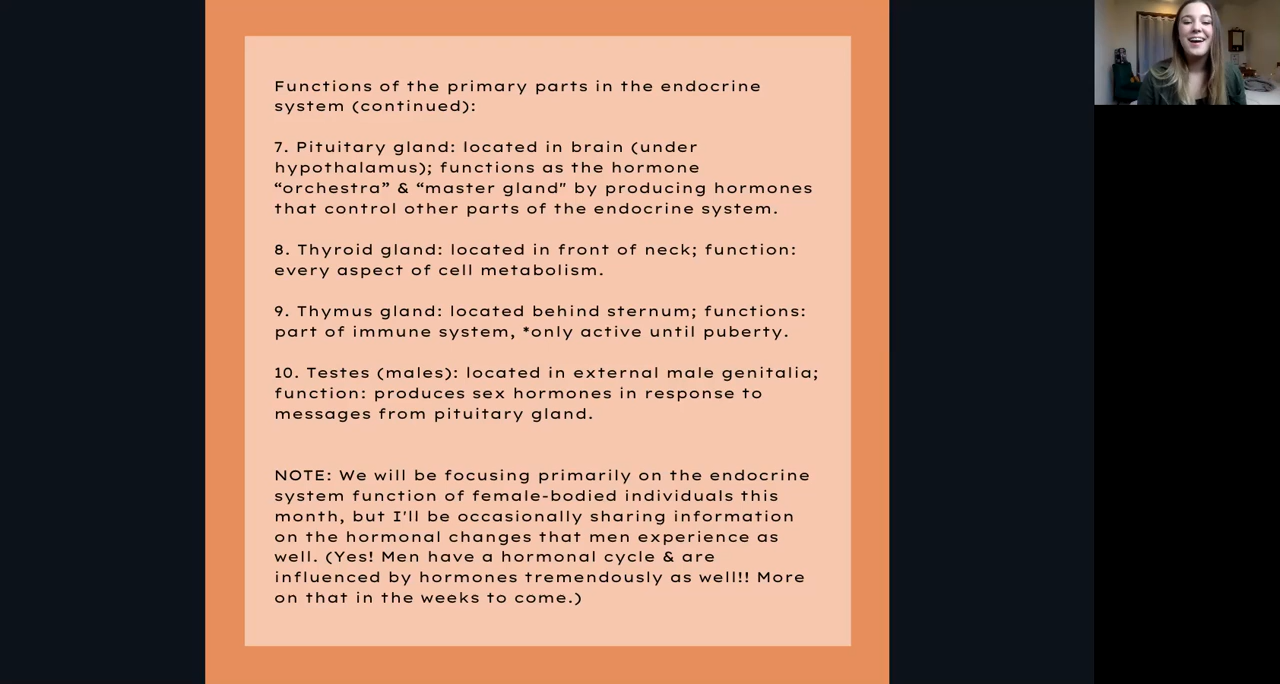 Functions of the primary parts in the endocrine
system (continued):
7. Pituitary gland: located in brain (under
hypothalamus); functions as the hormone
“orchestra” & “master gland" by producing hormones
that control other parts of the endocrine system.
8. Thyroid gland: located in front of neck; function:
every aspect of cell metabolism.
9. Thymus gland: located behind sternum; functions:
part of immune system, *only active until puberty.
10. Testes (males): located in external male genitalia;
function: produces sex hormones in response to
messages from pituitary gland.
NOTE: We will be focusing primarily on the endocrine
system function of female-bodied individuals this
month, but I'll be occasionally sharing information
on the hormonal changes that men experience as
well. (Yes! Men have a hormonal cycle & are
influenced by hormones tremendously as well!! More
on that in the weeks to come.)